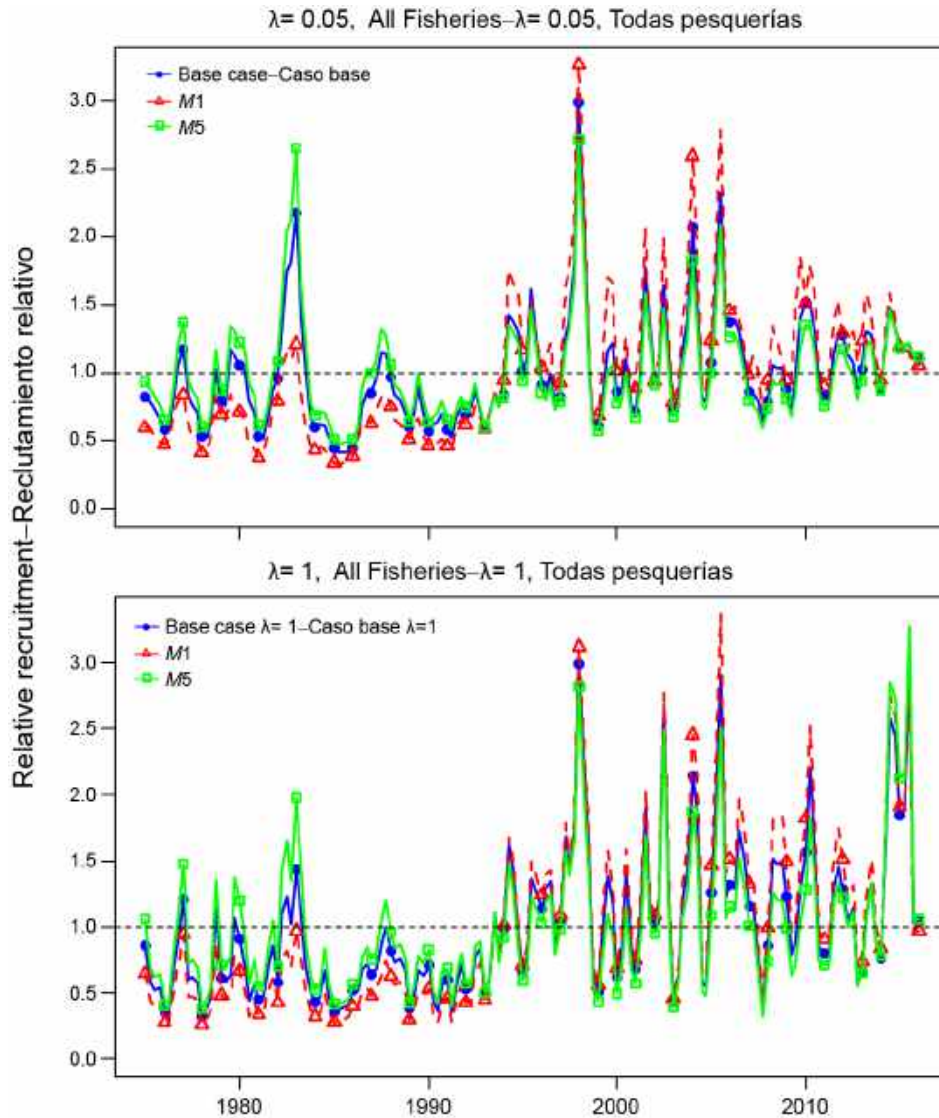 λ= 0.05, All Fisheries–λ= 0.05, Todas pesquerías
Relative recruitment–Reclutamiento relativo
Base case–Caso base
M1
M5
3.0
2.5
2.0
1.5
1.0
0.5
0.0
λ= 1, All Fisheries–λ= 1, Todas pesquerías
Base case λ= 1–Caso base λ=1
M1
M5
3.0
2.5
2.0
1.5
1.0
0.5
0.0
1980
1990
2000
2010